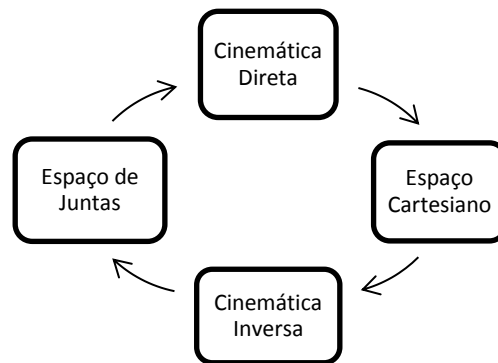 Cinemática
Direta
Espaço de
Juntas
Espaço
Cartesiano
Cinemática
Inversa